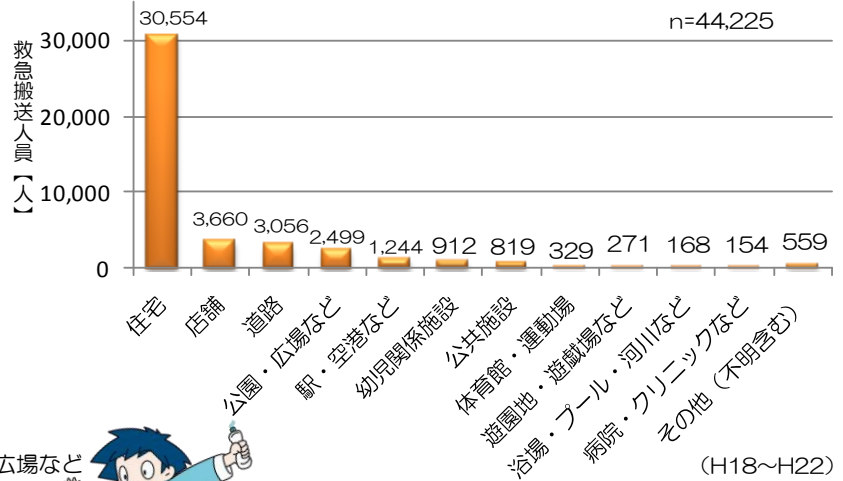 30,554
n=44,225
救急搬送人員【人】
30,000
20,000
10,000
0
3,660
3,056
2,499
1,244
912
819
329
271
168
154
559
住宅
店舗
道路
公園・広場など
駅・空港など
幼児関係施設
公共施設
体育館・運動場
遊園地・遊戯場など
浴場・プール・河川など
病院・クリニックなど
その他(不明含む)
広場など
(H18～H22)